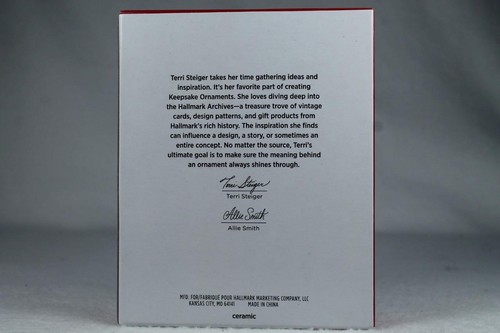 Terri Steiger takes her time gathering ideas and
inspiration. It's her favorite part of creating
Keepsake Ornaments. She loves diving deep into
the Hallmark Archives—a treasure trove of vintage
cards, design patterns, and gift products from
Hallmark's rich history. The inspiration she finds
can influence a design, a story, or sometimes an
entire concept. No matter the source, Terri's
ultimate goal is to make sure the meaning behind
an ornament always shines through.
Terri Steiger
Terri Steiger
Allie Smith
Allie Smith
MFD. FOR/FABRIQUÉ POUR HALLMARK MARKETING COMPANY, LLC
KANSAS CITY, MO 64141 MADE IN CHINA
ceramic